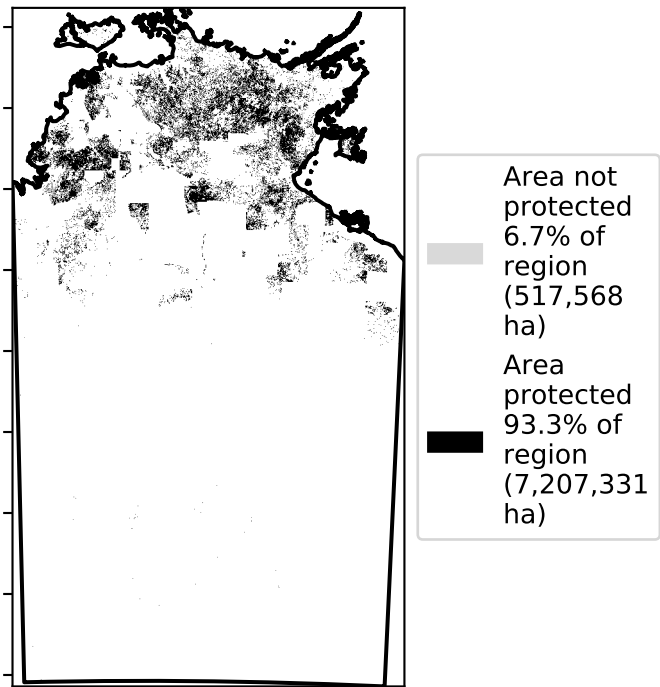 Area not
protected
6.7% of
region
(517,568
ha)
Area
protected
93.3% of
region
(7,207,331
ha)